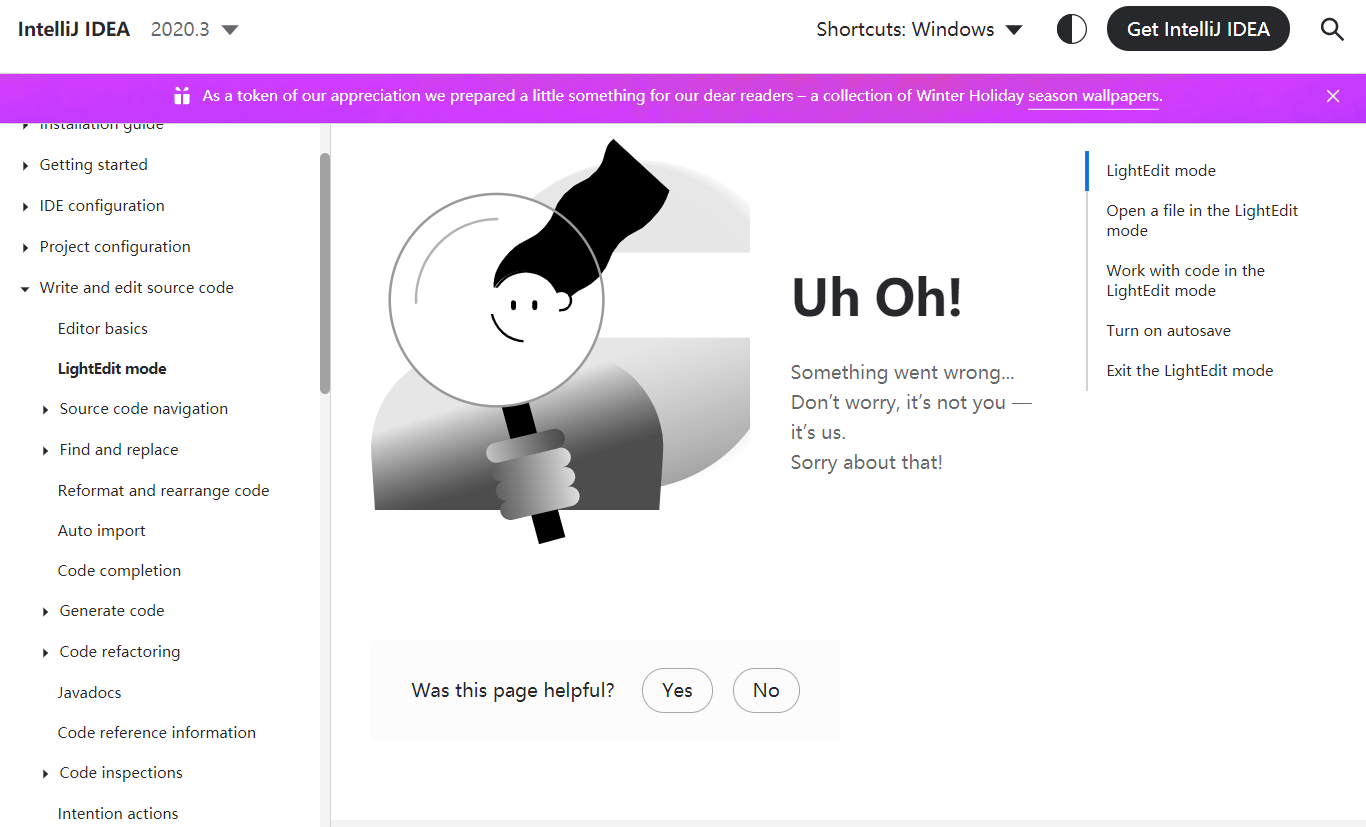 IntelliJ IDEA 2020.3 Shortcuts: Windows Get IntelliJ IDEA
As a token of our appreciation we prepared a little something for our dear readers – a collection of Winter Holiday season wallpapers.
Installation guide
Getting started
IDE configuration
Project configuration
Write and edit source code
Editor basics
LightEdit mode
Source code navigation
Find and replace
Reformat and rearrange code
Auto import
Code completion
Generate code
Code refactoring
Javadocs
Code reference information
Code inspections
Intention actions
Uh Oh!
Something went wrong...
Don’t worry, it’s not you —
it’s us.
Sorry about that!
Was this page helpful? Yes No
LightEdit mode
Open a file in the LightEdit
mode
Work with code in the
LightEdit mode
Turn on autosave
Exit the LightEdit mode